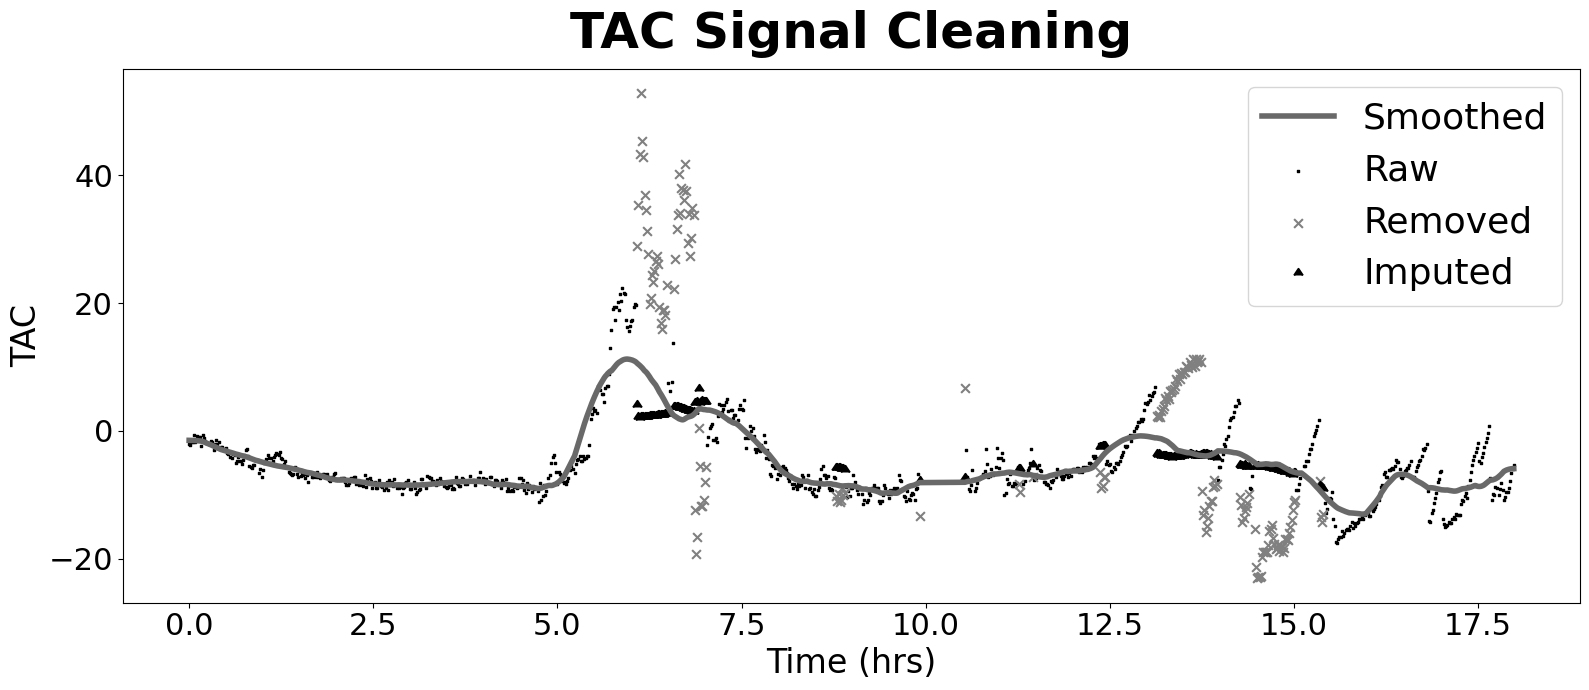 TAC Signal Cleaning
Smoothed
Raw
Removed
Imputed
TAC
40
20
0
−20
0.0 2.5 5.0 7.5 10.0 12.5 15.0 17.5
Time (hrs)